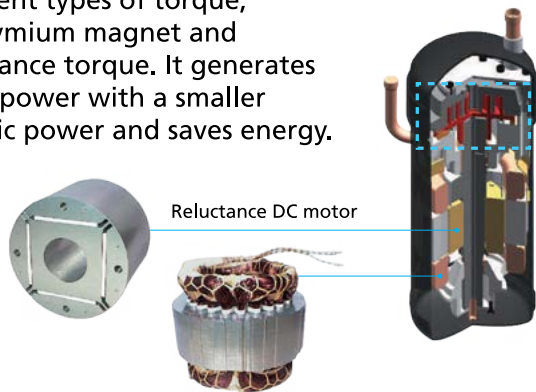 ent types of torque,
ymium magnet and
ance torque. It generates
power with a smaller
ic power and saves energy.
Reluctance DC motor